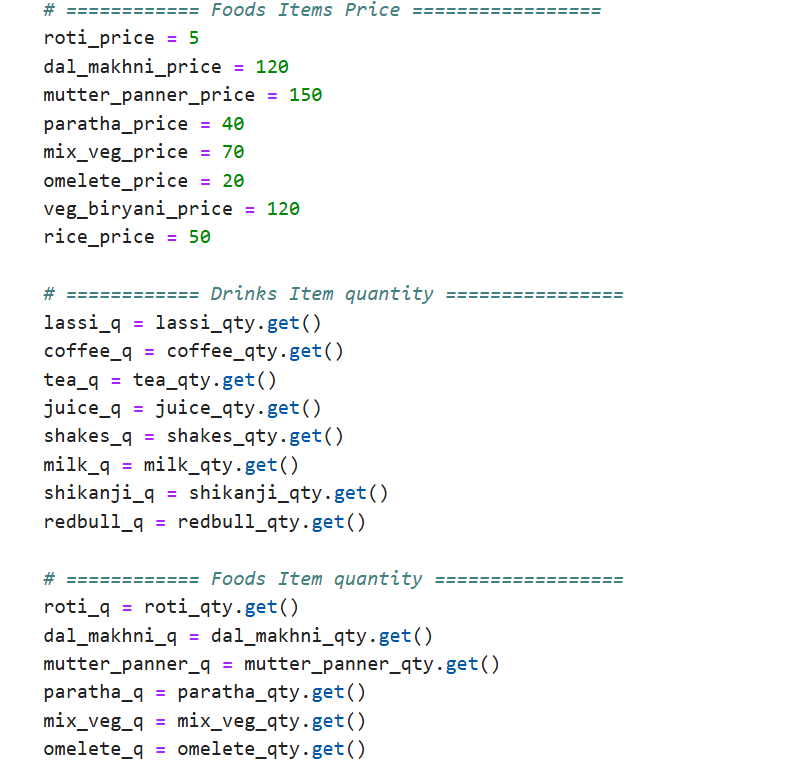 # ============ Foods Items Price =================
roti_price = 5
dal_makhni_price = 120
mutter_panner_price = 150
paratha_price = 40
mix_veg_price = 70
omelete_price = 20
veg_biryani_price = 120
rice_price = 50
# ============ Drinks Item quantity ================
lassi_q = lassi_qty.get()
coffee_q = coffee_qty.get()
tea_q = tea_qty.get()
juice_q = juice_qty.get()
shakes_q = shakes_qty.get()
milk_q = milk_qty.get()
shikanji_q = shikanji_qty.get()
redbull_q = redbull_qty.get()
# ============ Foods Item quantity =================
roti_q = roti_qty.get()
dal_makhni_q = dal_makhni_qty.get()
mutter_panner_q = mutter_panner_qty.get()
paratha_q = paratha_qty.get()
mix_veg_q = mix_veg_qty.get()
omelete_q = omelete_qty.get()